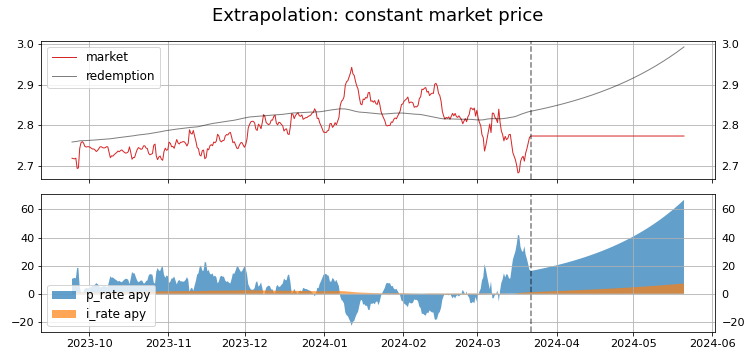 Extrapolation: constant market price
3.0 3.0
market
redemption
2.9 2.9
2.8 2.8
2.7 2.7
60 60
40 40
20 20
0 0
p_rate apy
i_rate apy
−20 −20
2023-10 2023-11 2023-12 2024-01 2024-02 2024-03 2024-04 2024-05 2024-06